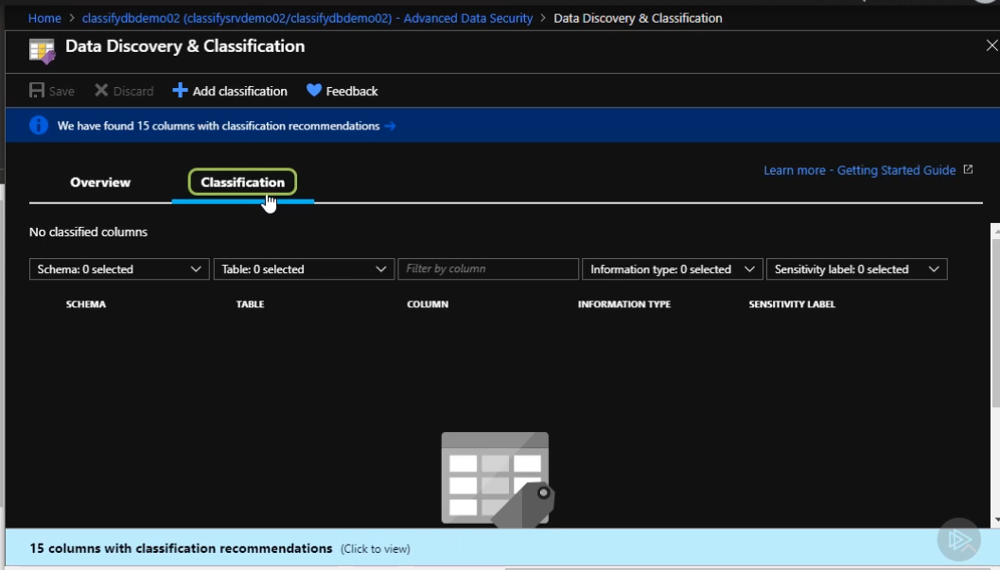 Home > classifydbdemo02 (classifysrvdemo02/classifydbdemo02) - Advanced Data Security > Data Discovery & Classification
Data Discovery & Classification
Save Discard Add classification Feedback
We have found 15 columns with classification recommendations →
Learn more - Getting Started Guide
Overview Classification
No classified columns
Schema: 0 selected Table: 0 selected Filter by column Information type: 0 selected Sensitivity label: 0 selected
SCHEMA TABLE COLUMN INFORMATION TYPE SENSITIVITY LABEL
15 columns with classification recommendations (Click to view)